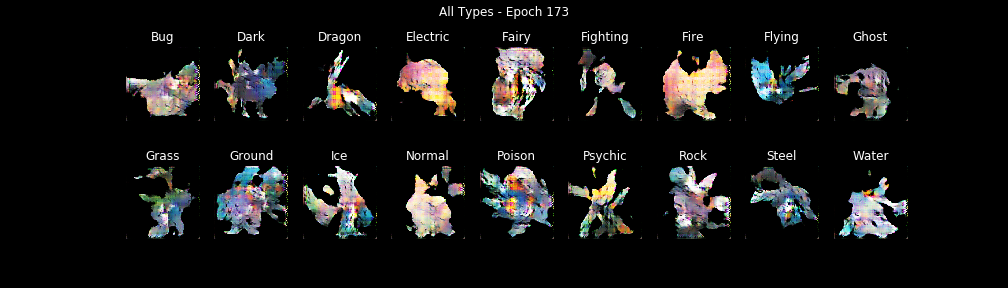 All Types - Epoch 173
Bug Dark Dragon Electric Fairy Fighting Fire Flying Ghost
Grass Ground Ice Normal Poison Psychic Rock Steel Water